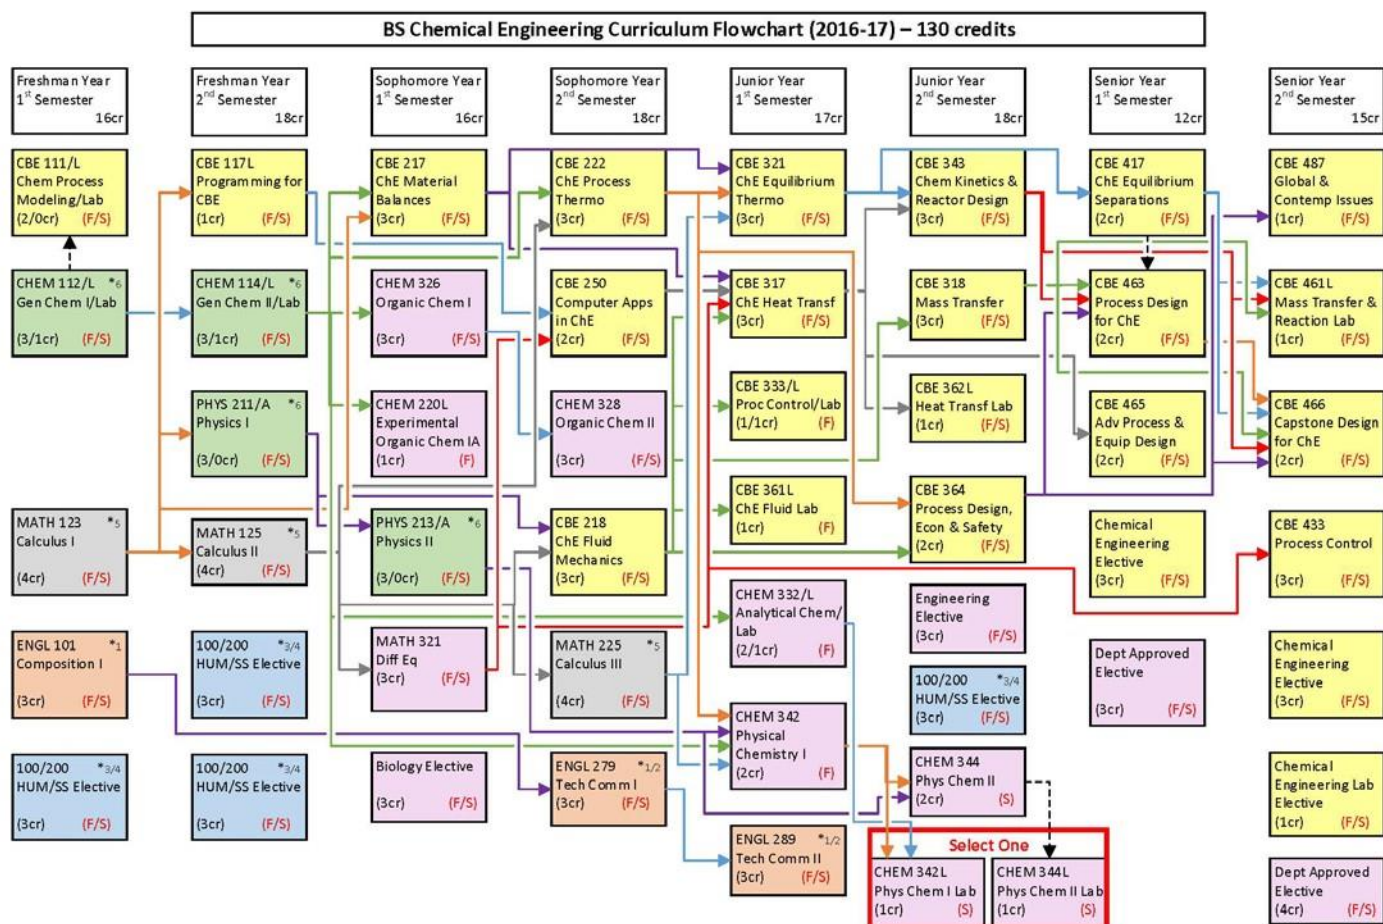 BS Chemical Engineering Curriculum Flowchart (2016-17) – 130 credits
Freshman Year
1st Semester
16cr
Freshman Year
2nd Semester
18cr
Sophomore Year
1st Semester
16cr
Sophomore Year
2nd Semester
18cr
Junior Year
1st Semester
17cr
Junior Year
2nd Semester
18cr
Senior Year
1st Semester
12cr
Senior Year
2nd Semester
15cr
CBE 111/L
Chem Process
Modeling/Lab
(2/0cr) (F/S)
CBE 117L
Programming for
CBE
(1cr) (F/S)
CBE 217
ChE Material
Balances
(3cr) (F/S)
CBE 222
ChE Process
Thermo
(3cr) (F/S)
CBE 321
ChE Equilibrium
Thermo
(3cr) (F/S)
CBE 343
Chem Kinetics &
Reactor Design
(3cr) (F/S)
CBE 417
ChE Equilibrium
Separations
(2cr) (F/S)
CBE 487
Global &
Contemp Issues
(1cr) (F/S)
CHEM 112/L *6
Gen Chem I/Lab
(3/1cr) (F/S)
CHEM 114/L *6
Gen Chem II/Lab
(3/1cr) (F/S)
CHEM 326
Organic Chem I
(3cr) (F/S)
CBE 250
Computer Apps
in ChE
(2cr) (F/S)
CBE 317
ChE Heat Transf
(3cr) (F/S)
CBE 318
Mass Transfer
(3cr) (F/S)
CBE 463
Process Design
for ChE
(2cr) (F/S)
CBE 461L
Mass Transfer &
Reaction Lab
(1cr) (F/S)
PHYS 211/A *6
Physics I
(3/0cr) (F/S)
CHEM 220L
Experimental
Organic Chem IA
(1cr) (F)
CHEM 328
Organic Chem II
(3cr) (F/S)
CBE 333/L
Proc Control/Lab
(1/1cr) (F)
CBE 362L
Heat Transf Lab
(1cr) (F/S)
CBE 465
Adv Process &
Equip Design
(2cr) (F/S)
CBE 466
Capstone Design
for ChE
(2cr) (F/S)
MATH 123 *5
Calculus I
(4cr) (F/S)
MATH 125 *5
Calculus II
(4cr) (F/S)
PHYS 213/A *6
Physics II
(3/0cr) (F/S)
CBE 218
ChE Fluid
Mechanics
(3cr) (F/S)
CBE 361L
ChE Fluid Lab
(1cr) (F)
CBE 364
Process Design,
Econ & Safety
(2cr) (F/S)
Chemical
Engineering
Elective
(3cr) (F/S)
CBE 433
Process Control
(3cr) (F/S)
ENGL 101 *1
Composition I
(3cr) (F/S)
100/200 *3/4
HUM/SS Elective
(3cr) (F/S)
MATH 321
Diff Eq
(3cr) (F/S)
MATH 225 *5
Calculus III
(4cr) (F/S)
CHEM 332/L
Analytical Chem/
Lab
(2/1cr) (F)
Engineering
Elective
(3cr) (F/S)
100/200 *3/4
HUM/SS Elective
(3cr) (F/S)
Dept Approved
Elective
(3cr) (F/S)
Chemical
Engineering
Elective
(3cr) (F/S)
100/200 *3/4
HUM/SS Elective
(3cr) (F/S)
100/200 *3/4
HUM/SS Elective
(3cr) (F/S)
Biology Elective
(3cr) (F/S)
ENGL 279 *1/2
Tech Comm I
(3cr) (F/S)
CHEM 342
Physical
Chemistry I
(2cr) (F)
CHEM 344
Phys Chem II
(2cr) (S)
Chemical
Engineering Lab
Elective
(1cr) (F/S)
ENGL 289 *1/2
Tech Comm II
(3cr) (F/S)
Select One
CHEM 342L
Phys Chem I Lab
(1cr) (S)
CHEM 344L
Phys Chem II Lab
(1cr) (S)
Dept Approved
Elective
(4cr) (F/S)